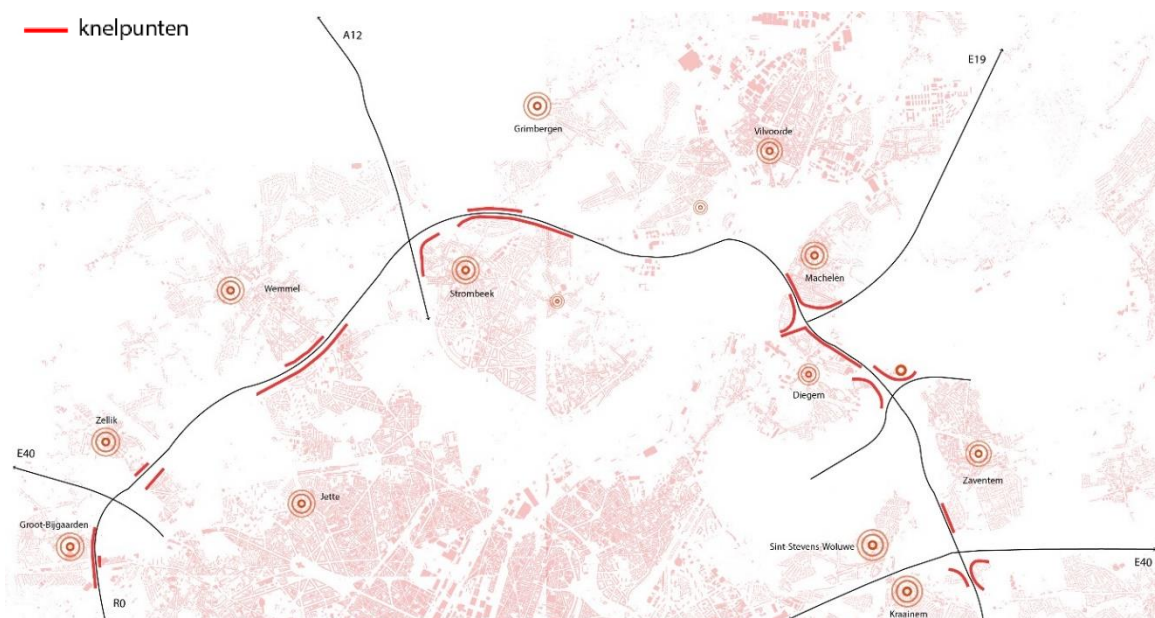 knelpunten
A12
E19
Grimbergen
Vilvoorde
Machelen
Wemmel
Strombeek
Diegem
Zellik
E40
Zaventem
Jette
Groot-Bijgaarden
Sint-Stevens Woluwe
E40
R0
Kraainem